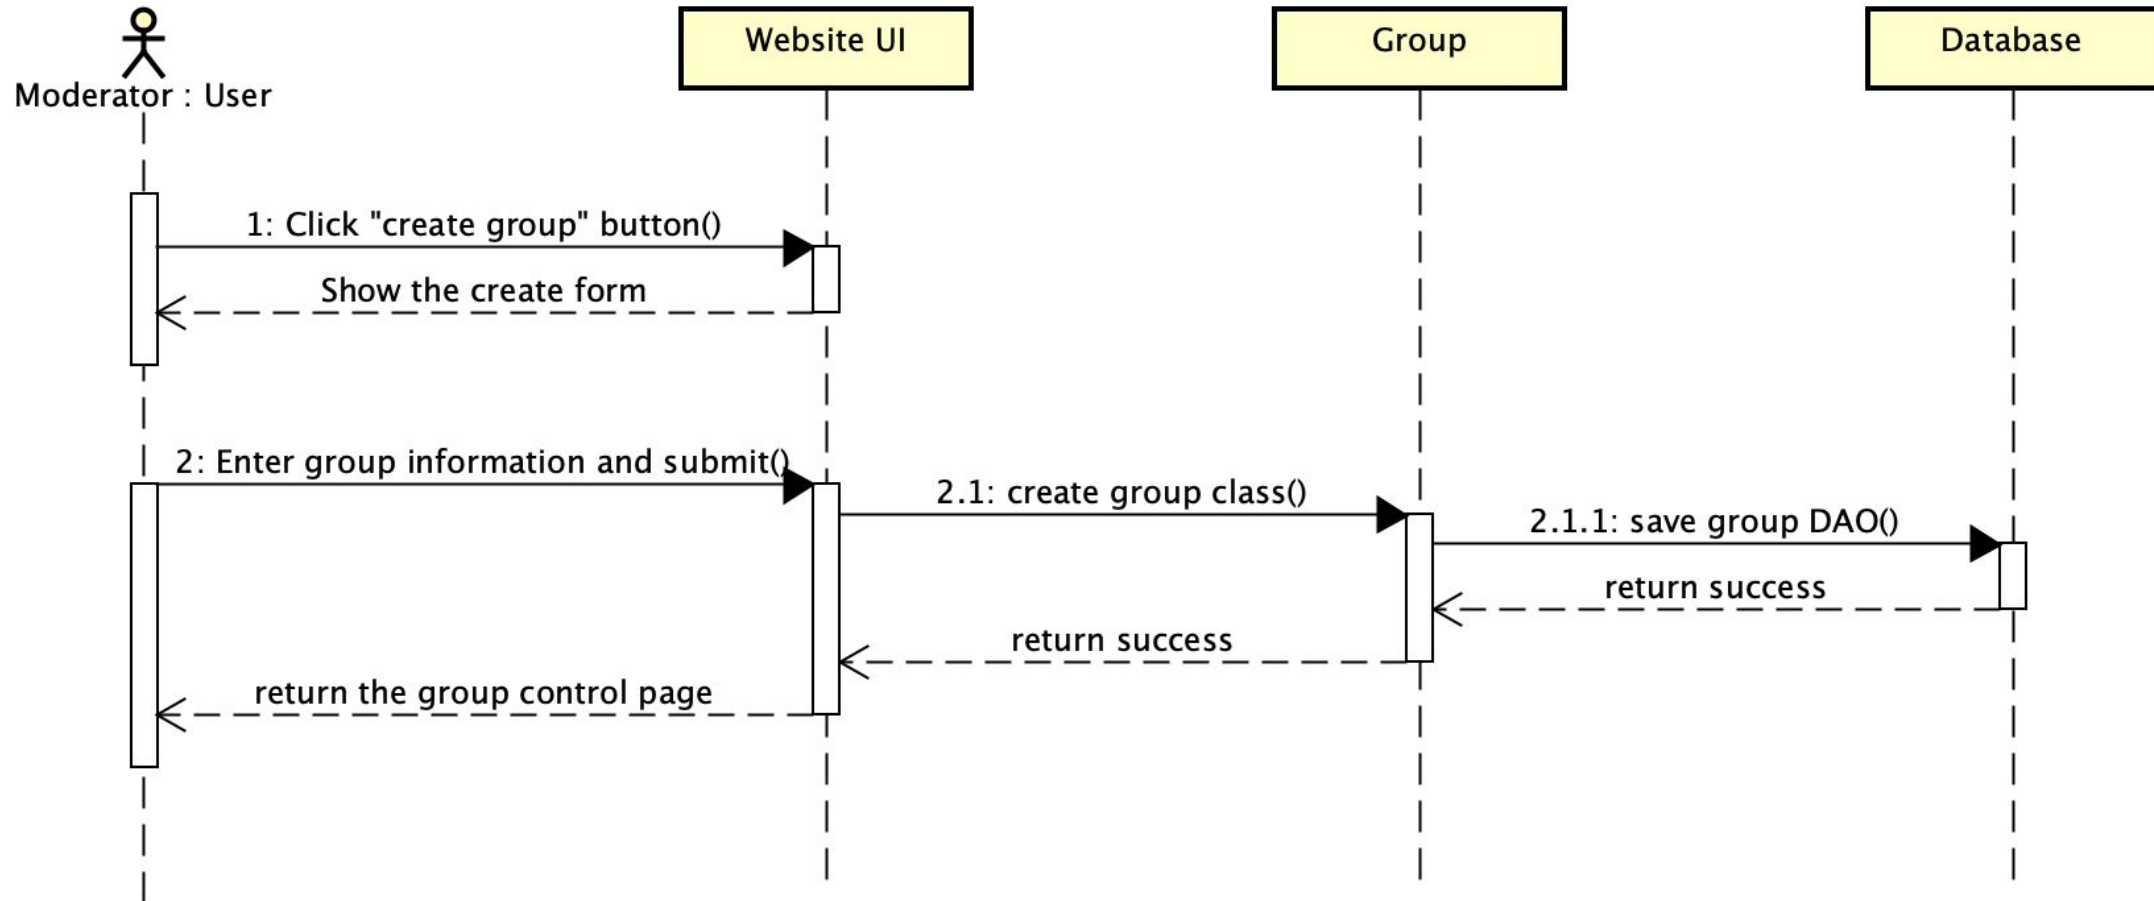 Moderator : User
Website UI
Group
Database
1: Click "create group" button()
Show the create form
2: Enter group information and submit()
2.1: create group class()
2.1.1: save group DAO()
return success
return success
return the group control page